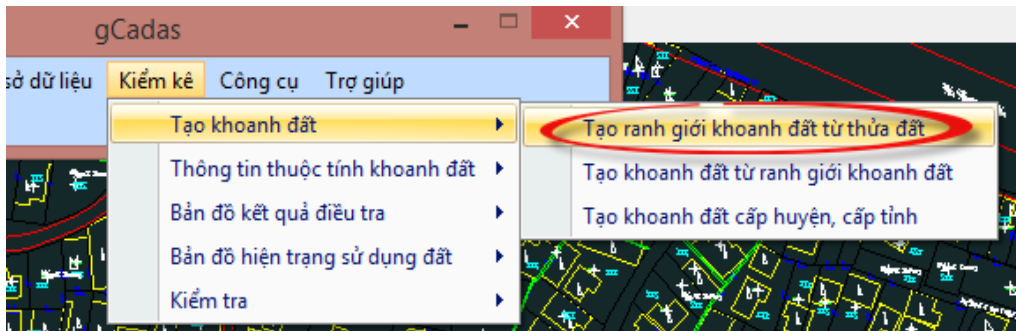 gCadas
sở dữ liệu Kiểm kê Công cụ Trợ giúp
Tạo khoanh đất
Thông tin thuộc tính khoanh đất
Bản đồ kết quả điều tra
Bản đồ hiện trạng sử dụng đất
Kiểm tra
Tạo ranh giới khoanh đất từ thửa đất
Tạo khoanh đất từ ranh giới khoanh đất
Tạo khoanh đất cấp huyện, cấp tỉnh